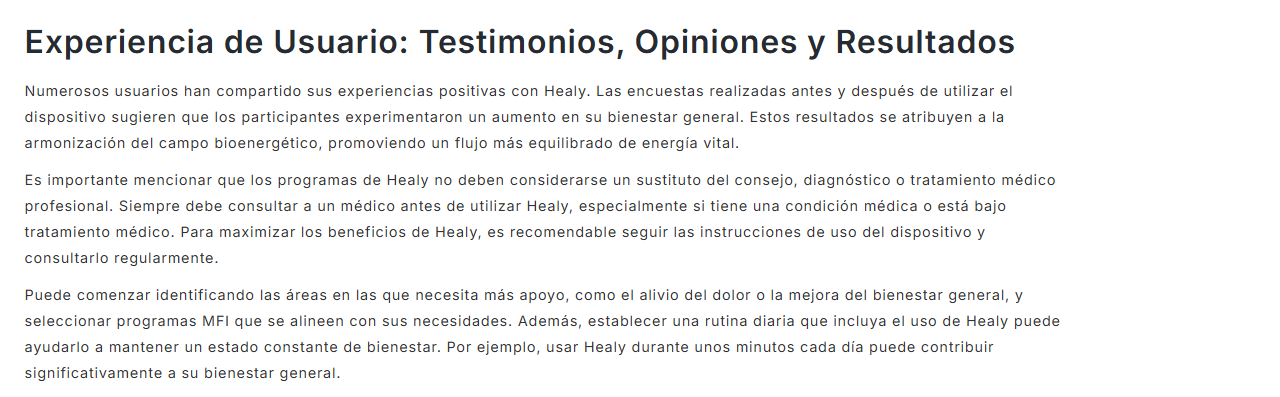 Experiencia de Usuario: Testimonios, Opiniones y Resultados
Numerosos usuarios han compartido sus experiencias positivas con Healy. Las encuestas realizadas antes y después de utilizar el
dispositivo sugieren que los participantes experimentaron un aumento en su bienestar general. Estos resultados se atribuyen a la
armonización del campo bioenergético, promoviendo un flujo más equilibrado de energía vital.
Es importante mencionar que los programas de Healy no deben considerarse un sustituto del consejo, diagnóstico o tratamiento médico
profesional. Siempre debe consultar a un médico antes de utilizar Healy, especialmente si tiene una condición médica o está bajo
tratamiento médico. Para maximizar los beneficios de Healy, es recomendable seguir las instrucciones de uso del dispositivo y
consultarlo regularmente.
Puede comenzar identificando las áreas en las que necesita más apoyo, como el alivio del dolor o la mejora del bienestar general, y
seleccionar programas MFI que se alineen con sus necesidades. Además, establecer una rutina diaria que incluya el uso de Healy puede
ayudarlo a mantener un estado constante de bienestar. Por ejemplo, usar Healy durante unos minutos cada día puede contribuir
significativamente a su bienestar general.